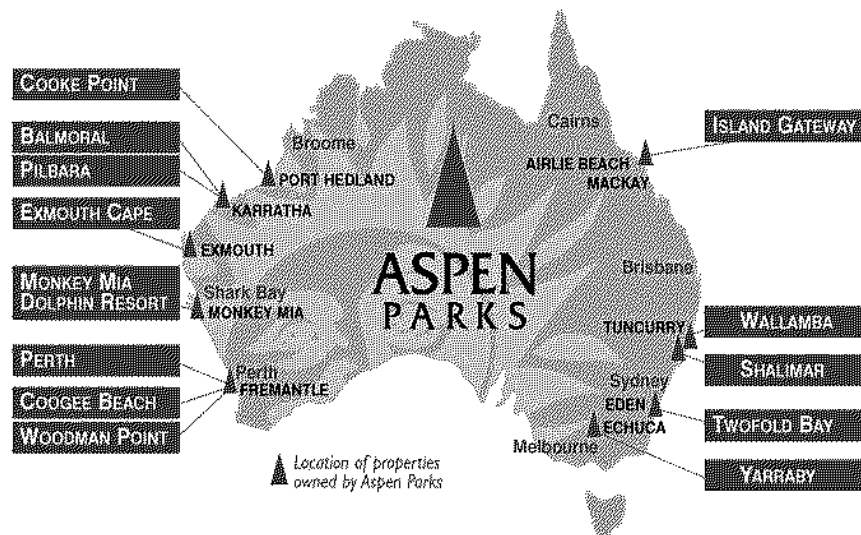 COOKE POINT
BALMORAL
PILBARA
EXMOUTH CAPE
MONKEY MIA
DOLPHIN RESORT
PERTH
COOGEE BEACH
WOODMAN POINT
Broome
PORT HEDLAND
KARRATHA
EXMOUTH
Shark Bay
MONKEY MIA
Perth
FREMANTLE
ASPEN
PARKS
Cairns
AIRLIE BEACH
MACKAY
Brisbane
TUNCURRY
Sydney
EDEN
ECHUCA
Melbourne
ISLAND GATEWAY
WALLAMBA
SHALIMAR
TWOFOLD BAY
YARRABY
Location of properties
owned by Aspen Parks